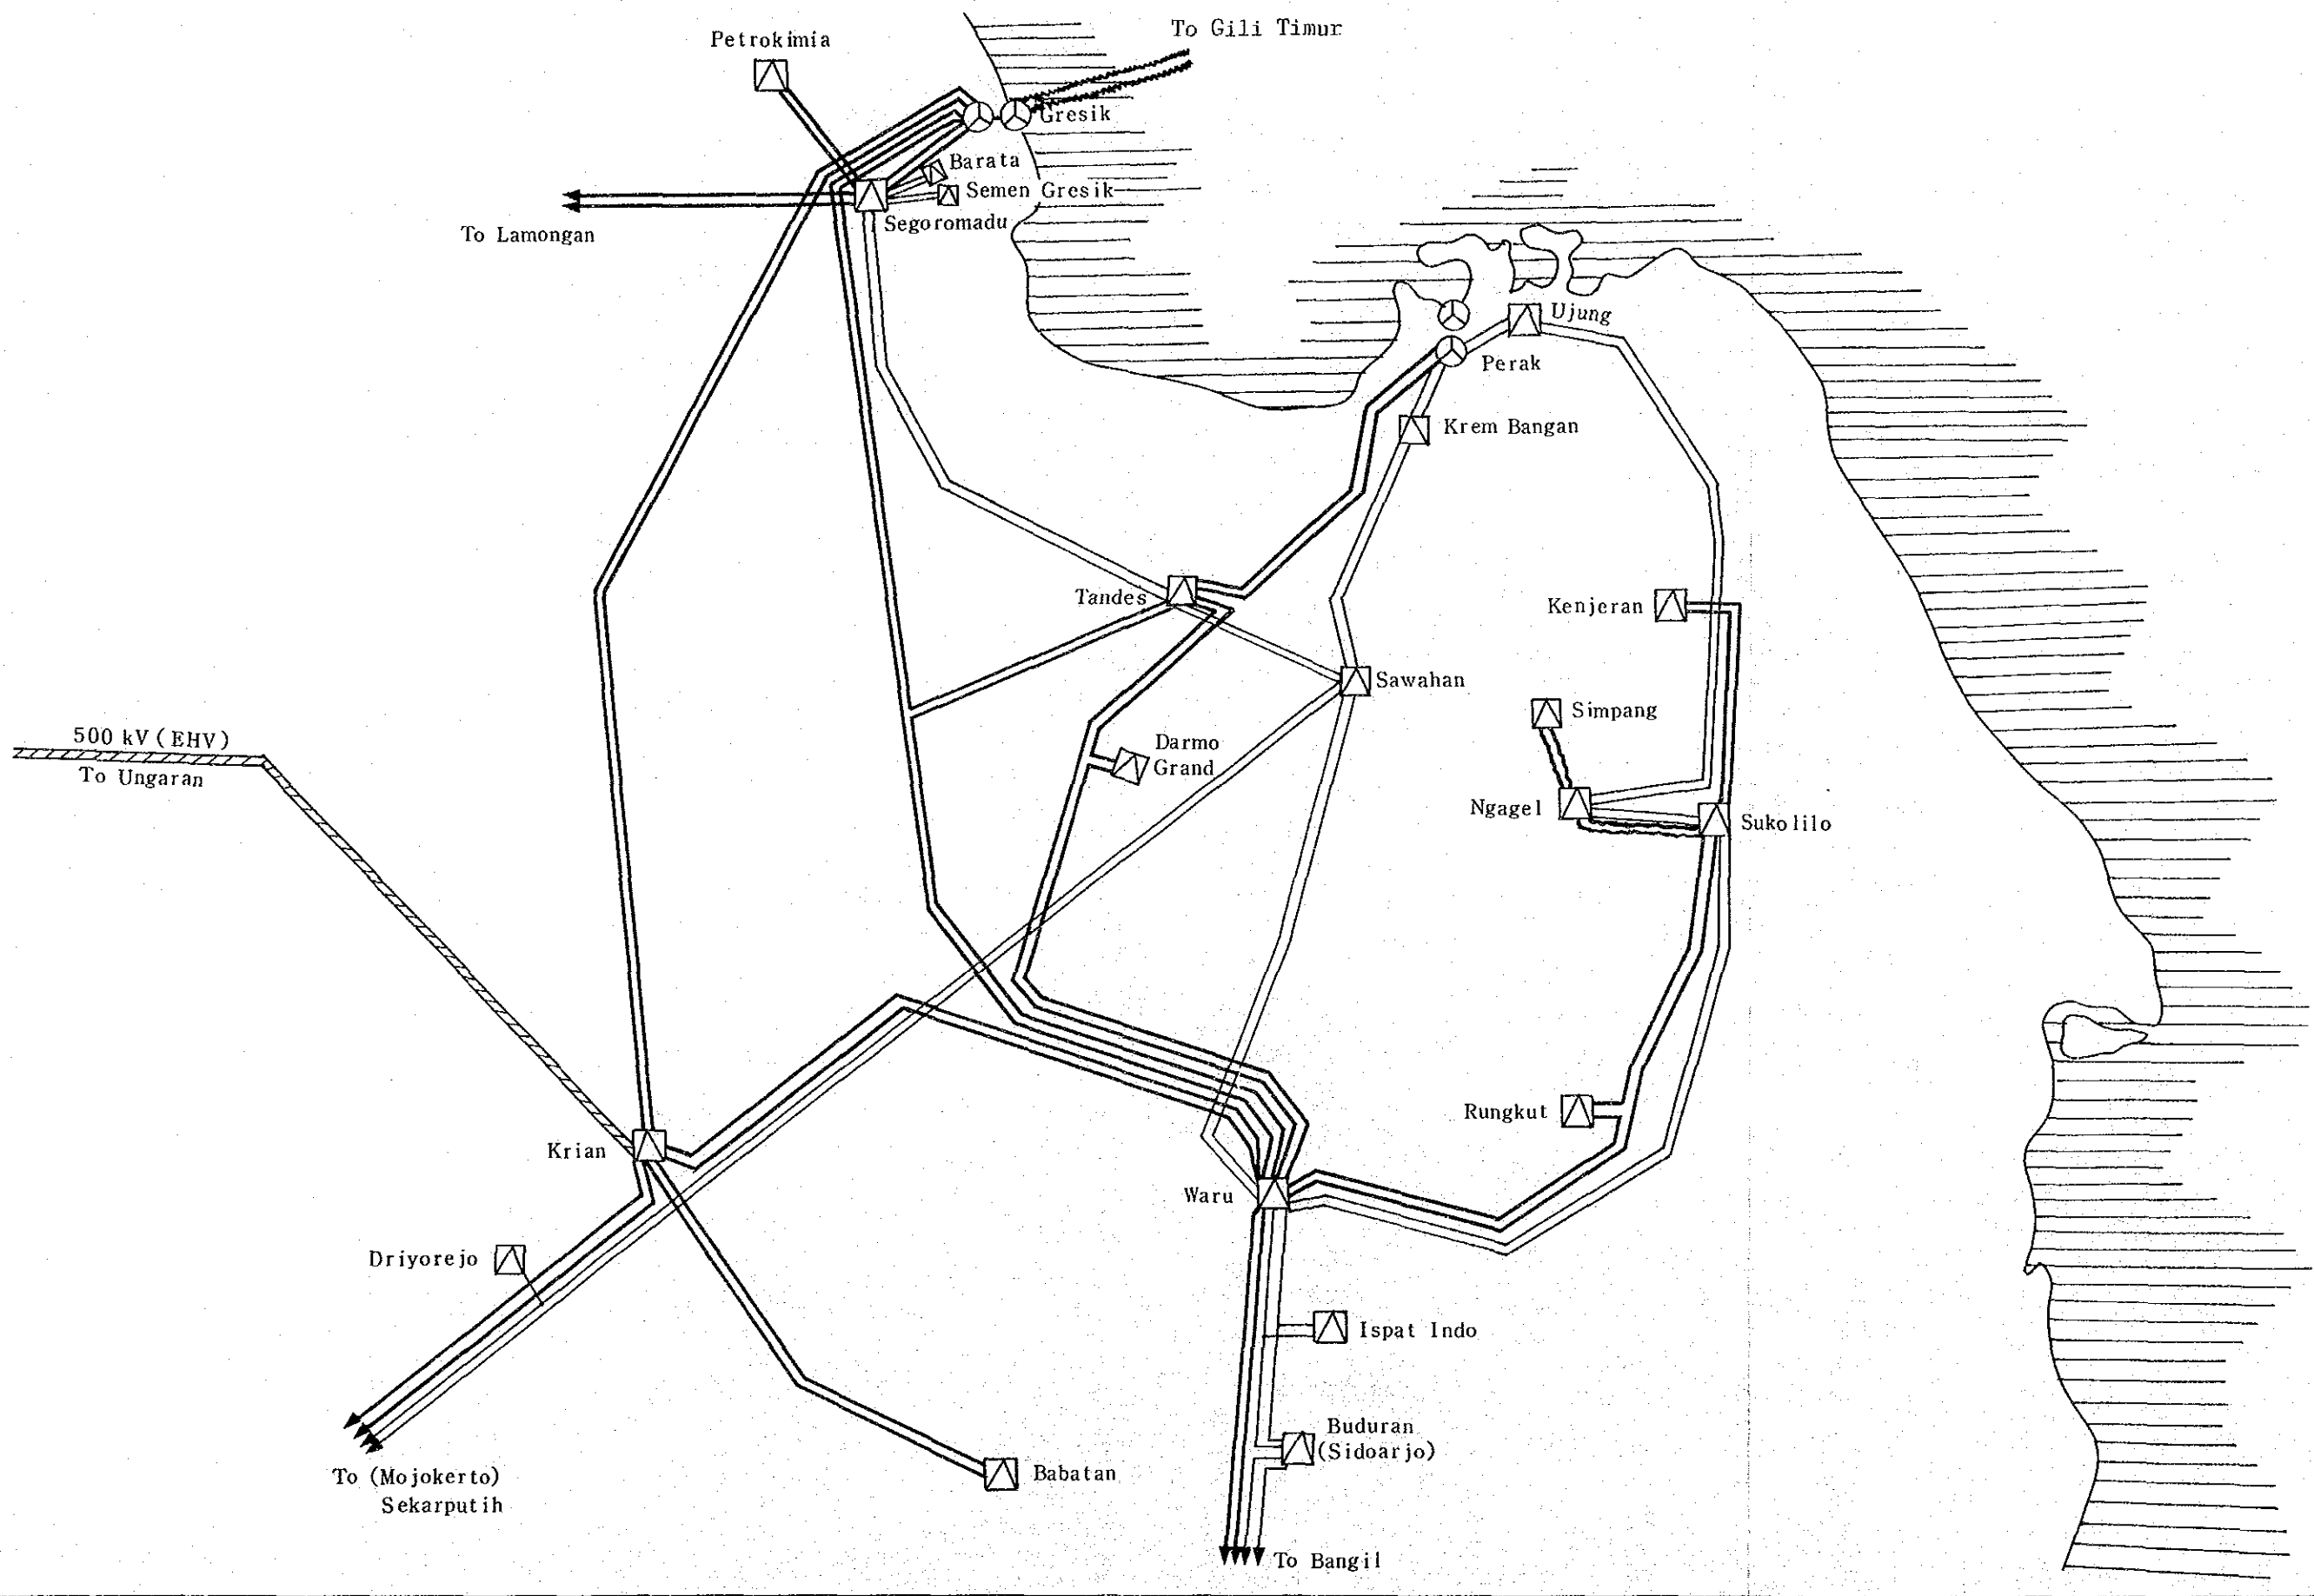 To Gili Timur
Petrokimia
Gresik
Barata
Semen Gresik
Segoromadu
To Lamongan
Ujung
Perak
Krem Bangan
Tandes
Kenjeran
Sawahan
Simpang
500 kV (EHV)
To Ungaran
Darmo
Grand
Ngagel
Sukolilo
Rungkut
Krian
Waru
Driyorejo
Ispat Indo
Buduran
(Sidoarjo)
To (Mojokerto)
Sekarputih
Babatan
To Bangil